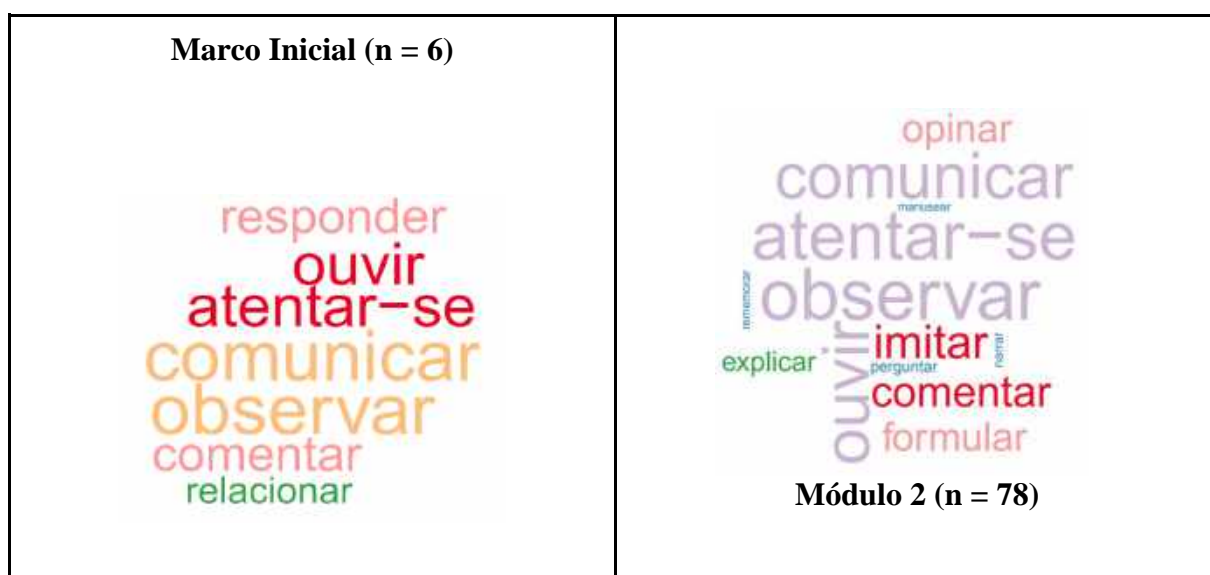 Marco Inicial (n = 6)
responder
ouvir
atentar-se
comunicar
observar
comentar
relacionar
opinar
comunicar
manusear
atentar-se
rememorar
observar
ouvir
imitar
narrar
explicar
perguntar
comentar
formular
Módulo 2 (n = 78)